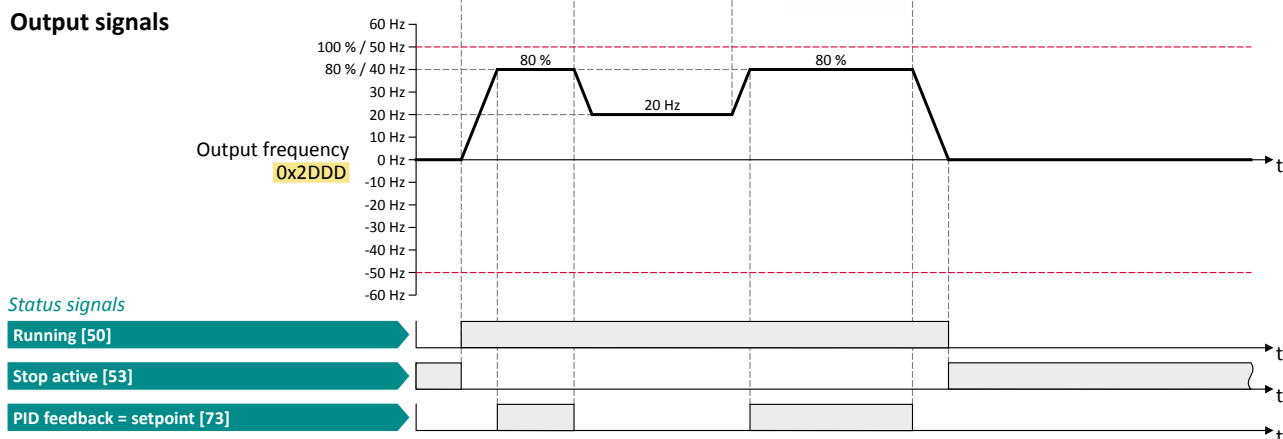 Output signals
60 Hz
100 % / 50 Hz
80 % / 40 Hz
30 Hz
20 Hz
10 Hz
0 Hz
-10 Hz
-20 Hz
-30 Hz
-40 Hz
-50 Hz
-60 Hz
80 %
20 Hz
80 %
Output frequency
0x2DDD
t
Status signals
Running [50]
t
Stop active [53]
t
PID feedback = setpoint [73]
t